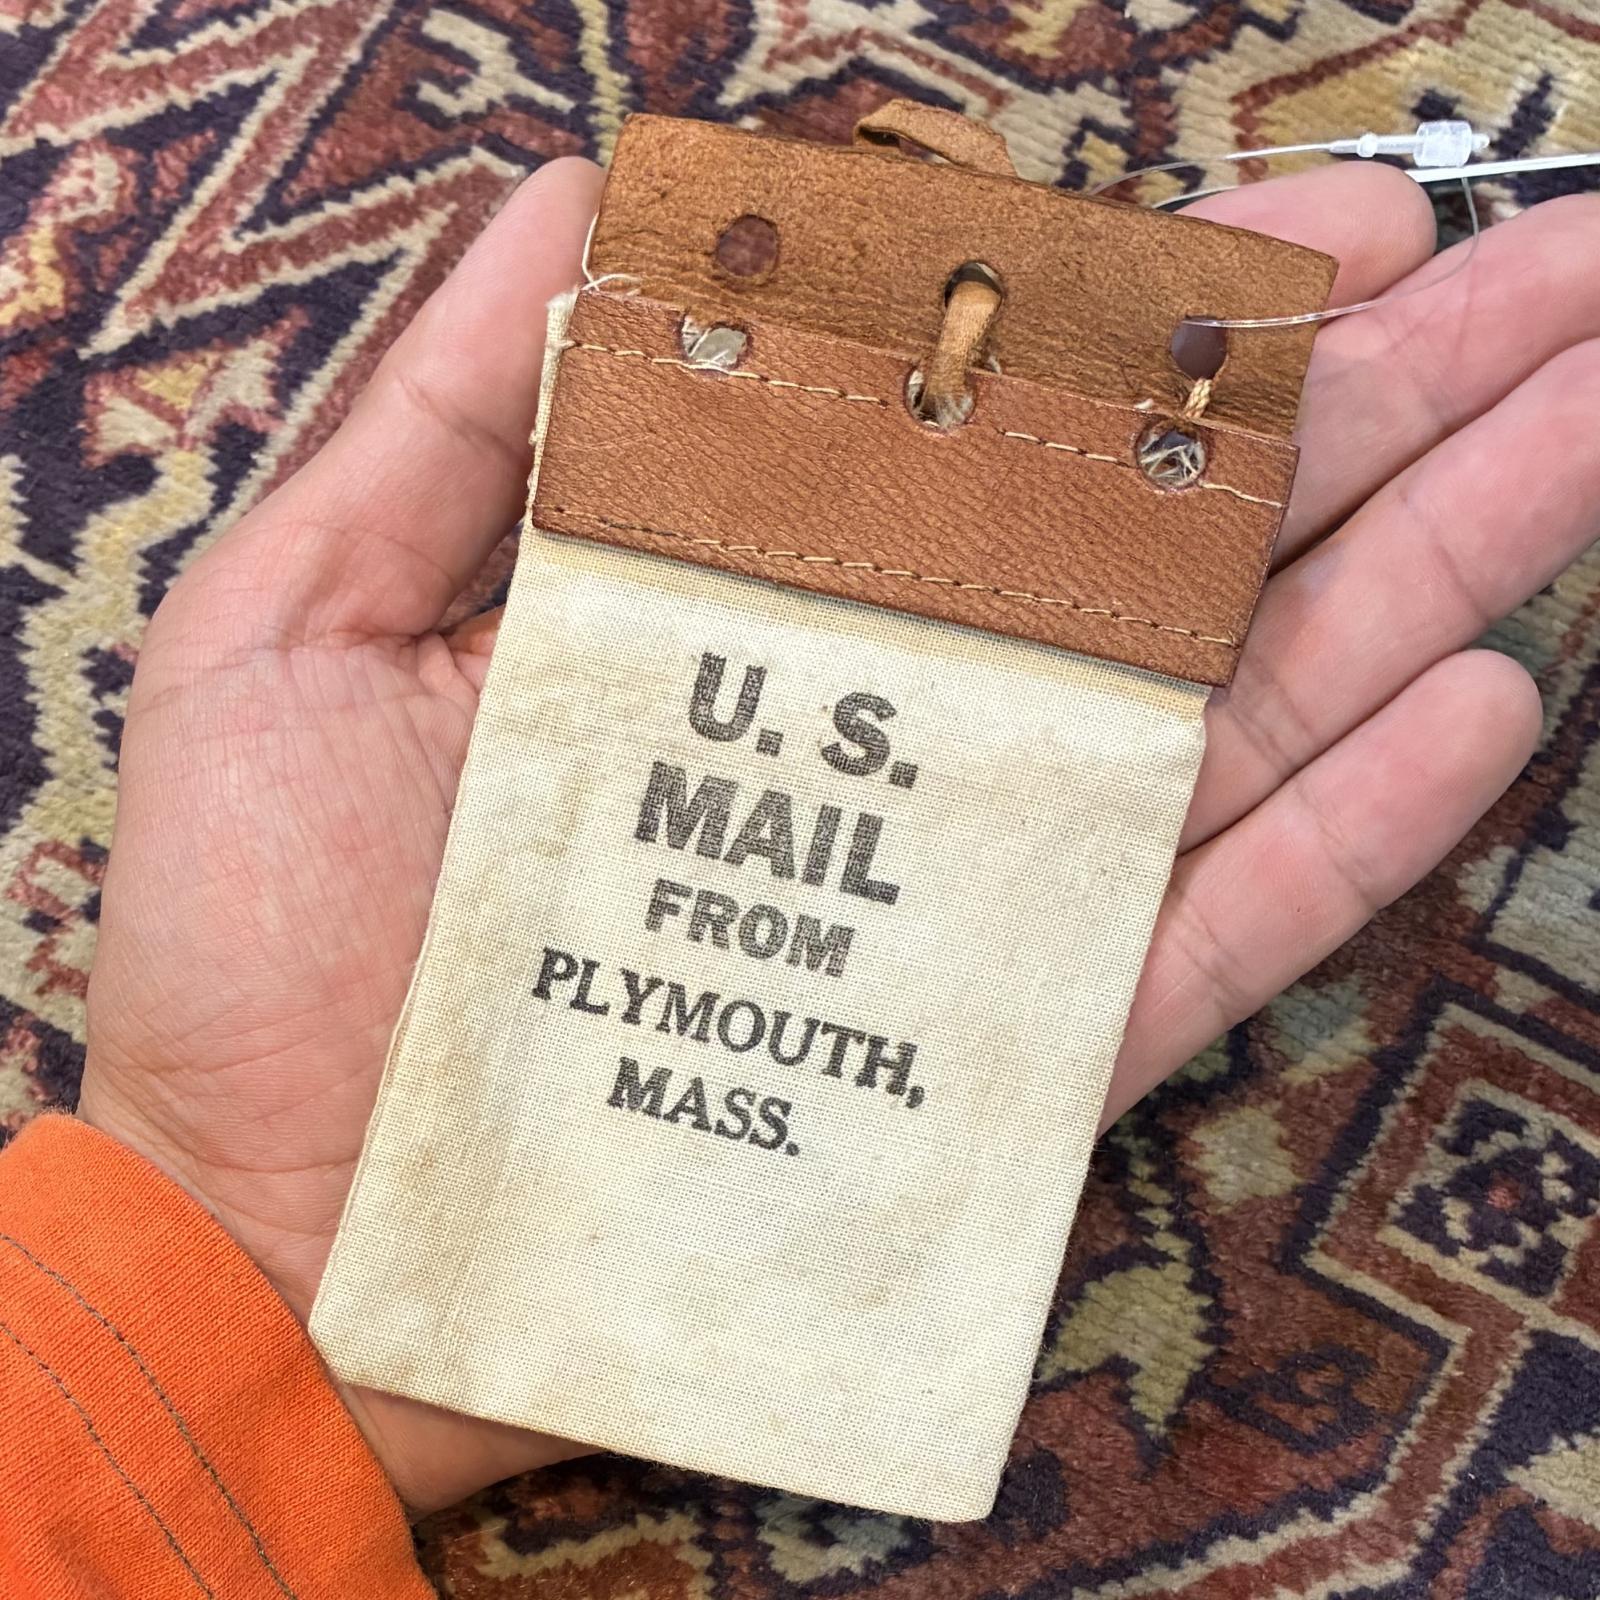 U. S.
MAIL
FROM
PLYMOUTH,
MASS.